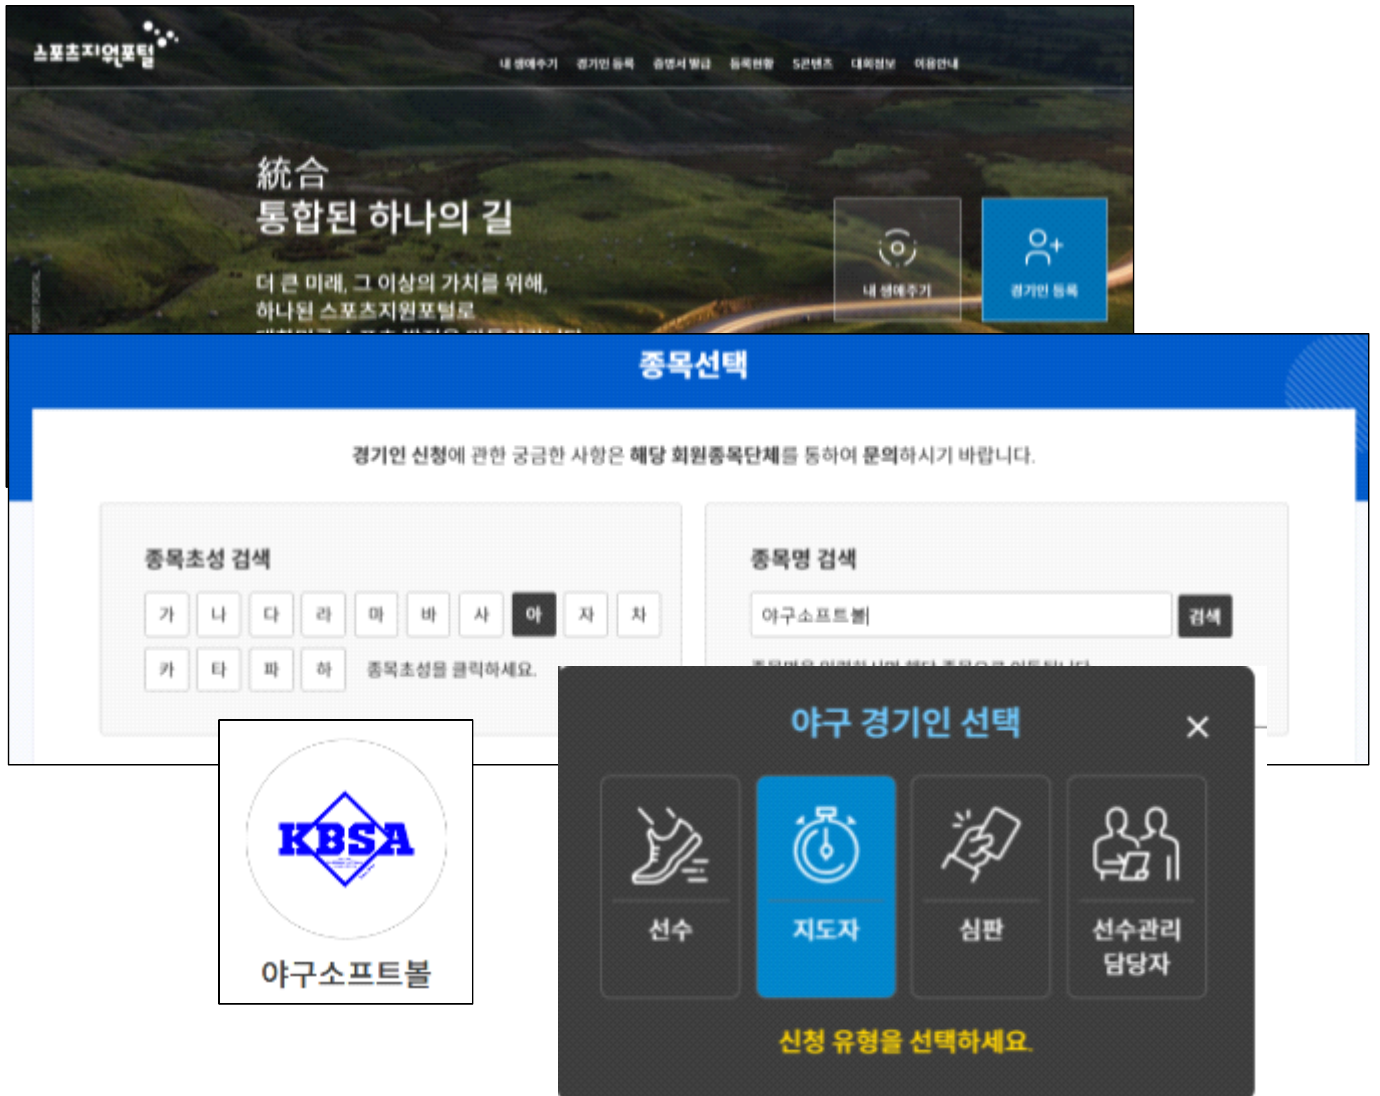 스포츠지원포털
내 생애주기 경기인 등록 증명서 발급 등록현황 S콘텐츠 대회정보 이용안내
統合
통합된 하나의 길
더 큰 미래, 그 이상의 가치를 위해,
하나된 스포츠지원포털로
내 생애주기
경기인 등록
종목선택
경기인 신청에 관한 궁금한 사항은 해당 회원종목단체를 통하여 문의하시기 바랍니다.
종목초성 검색
가 나 다 라 마 바 사 아 자 차
카 타 파 하 종목초성을 클릭하세요.
종목명 검색
야구소프트볼
검색
KBSA
야구소프트볼
야구 경기인 선택
선수
지도자
심판
선수관리
담당자
신청 유형을 선택하세요.